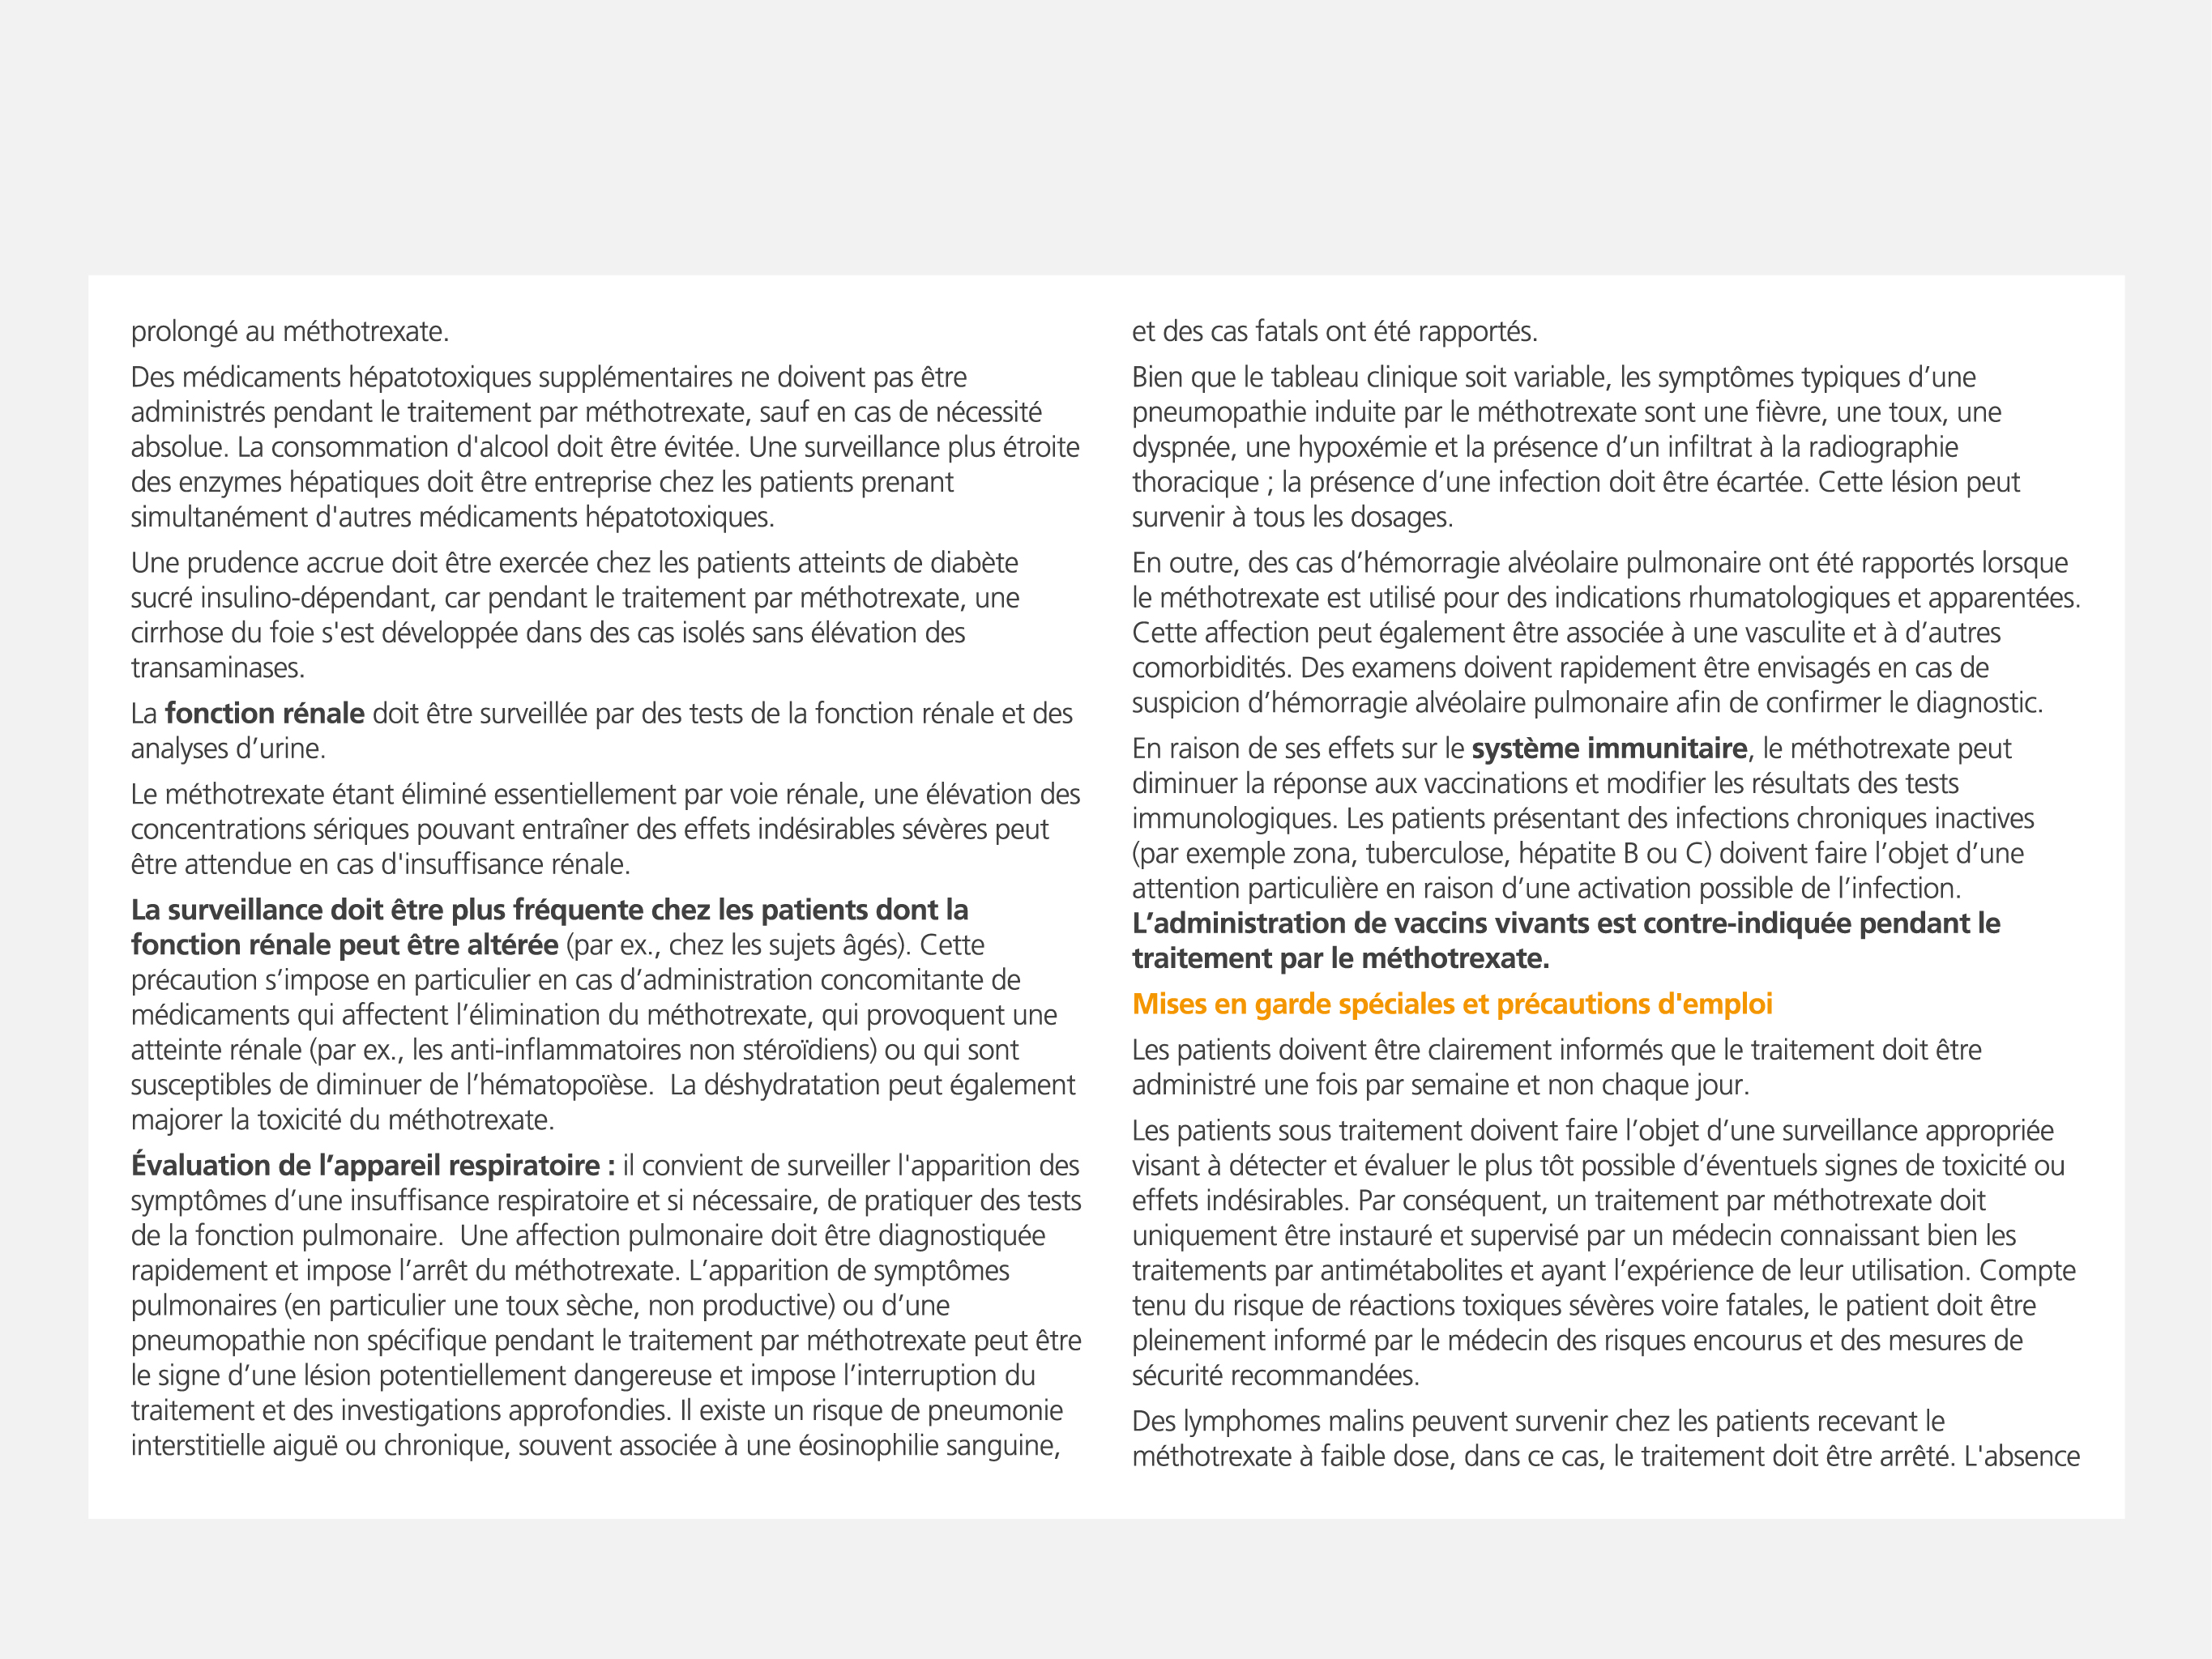 prolongé au méthotrexate.
Des médicaments hépatotoxiques supplémentaires ne doivent pas être
administrés pendant le traitement par méthotrexate, sauf en cas de nécessité
absolue. La consommation d'alcool doit être évitée. Une surveillance plus étroite
des enzymes hépatiques doit être entreprise chez les patients prenant
simultanément d'autres médicaments hépatotoxiques.
Une prudence accrue doit être exercée chez les patients atteints de diabète
sucré insulino-dépendant, car pendant le traitement par méthotrexate, une
cirrhose du foie s'est développée dans des cas isolés sans élévation des
transaminases.
La fonction rénale doit être surveillée par des tests de la fonction rénale et des
analyses d’urine.
Le méthotrexate étant éliminé essentiellement par voie rénale, une élévation des
concentrations sériques pouvant entraîner des effets indésirables sévères peut
être attendue en cas d'insuffisance rénale.
La surveillance doit être plus fréquente chez les patients dont la
fonction rénale peut être altérée (par ex., chez les sujets âgés). Cette
précaution s’impose en particulier en cas d’administration concomitante de
médicaments qui affectent l’élimination du méthotrexate, qui provoquent une
atteinte rénale (par ex., les anti-inflammatoires non stéroïdiens) ou qui sont
susceptibles de diminuer de l’hématopoïèse.  La déshydratation peut également
majorer la toxicité du méthotrexate.
Évaluation de l’appareil respiratoire : il convient de surveiller l'apparition des
symptômes d’une insuffisance respiratoire et si nécessaire, de pratiquer des tests
de la fonction pulmonaire.  Une affection pulmonaire doit être diagnostiquée
rapidement et impose l’arrêt du méthotrexate. L’apparition de symptômes
pulmonaires (en particulier une toux sèche, non productive) ou d’une
pneumopathie non spécifique pendant le traitement par méthotrexate peut être
le signe d’une lésion potentiellement dangereuse et impose l’interruption du
traitement et des investigations approfondies. Il existe un risque de pneumonie
interstitielle aiguë ou chronique, souvent associée à une éosinophilie sanguine,
et des cas fatals ont été rapportés.
Bien que le tableau clinique soit variable, les symptômes typiques d’une
pneumopathie induite par le méthotrexate sont une fièvre, une toux, une
dyspnée, une hypoxémie et la présence d’un infiltrat à la radiographie
thoracique ; la présence d’une infection doit être écartée. Cette lésion peut
survenir à tous les dosages.
En outre, des cas d’hémorragie alvéolaire pulmonaire ont été rapportés lorsque
le méthotrexate est utilisé pour des indications rhumatologiques et apparentées.
Cette affection peut également être associée à une vasculite et à d’autres
comorbidités. Des examens doivent rapidement être envisagés en cas de
suspicion d’hémorragie alvéolaire pulmonaire afin de confirmer le diagnostic.
En raison de ses effets sur le système immunitaire, le méthotrexate peut
diminuer la réponse aux vaccinations et modifier les résultats des tests
immunologiques. Les patients présentant des infections chroniques inactives
(par exemple zona, tuberculose, hépatite B ou C) doivent faire l’objet d’une
attention particulière en raison d’une activation possible de l’infection.
L’administration de vaccins vivants est contre-indiquée pendant le
traitement par le méthotrexate.
Mises en garde spéciales et précautions d'emploi
Les patients doivent être clairement informés que le traitement doit être
administré une fois par semaine et non chaque jour.
Les patients sous traitement doivent faire l’objet d’une surveillance appropriée
visant à détecter et évaluer le plus tôt possible d’éventuels signes de toxicité ou
effets indésirables. Par conséquent, un traitement par méthotrexate doit
uniquement être instauré et supervisé par un médecin connaissant bien les
traitements par antimétabolites et ayant l’expérience de leur utilisation. Compte
tenu du risque de réactions toxiques sévères voire fatales, le patient doit être
pleinement informé par le médecin des risques encourus et des mesures de
sécurité recommandées.
Des lymphomes malins peuvent survenir chez les patients recevant le
méthotrexate à faible dose, dans ce cas, le traitement doit être arrêté. L'absence